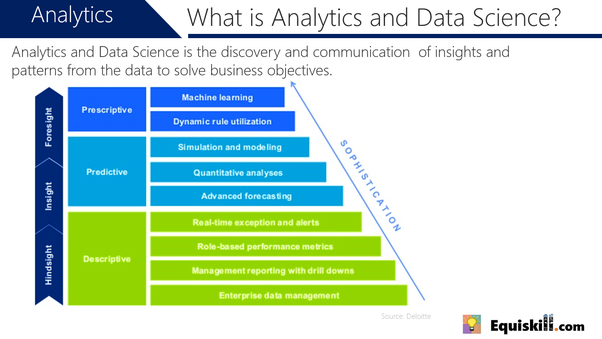 Analytics
What is Analytics and Data Science?
Analytics and Data Science is the discovery and communication of insights and
patterns from the data to solve business objectives.
Foresight
Insight
Hindsight
Prescriptive
Machine learning
Dynamic rule utilization
Predictive
Simulation and modeling
Quantitative analyses
Advanced forecasting
Descriptive
Real-time exception and alerts
Role-based performance metrics
Management reporting with drill downs
Enterprise data management
SOPHISTICATION
Source: Deloitte
Equiskill.com